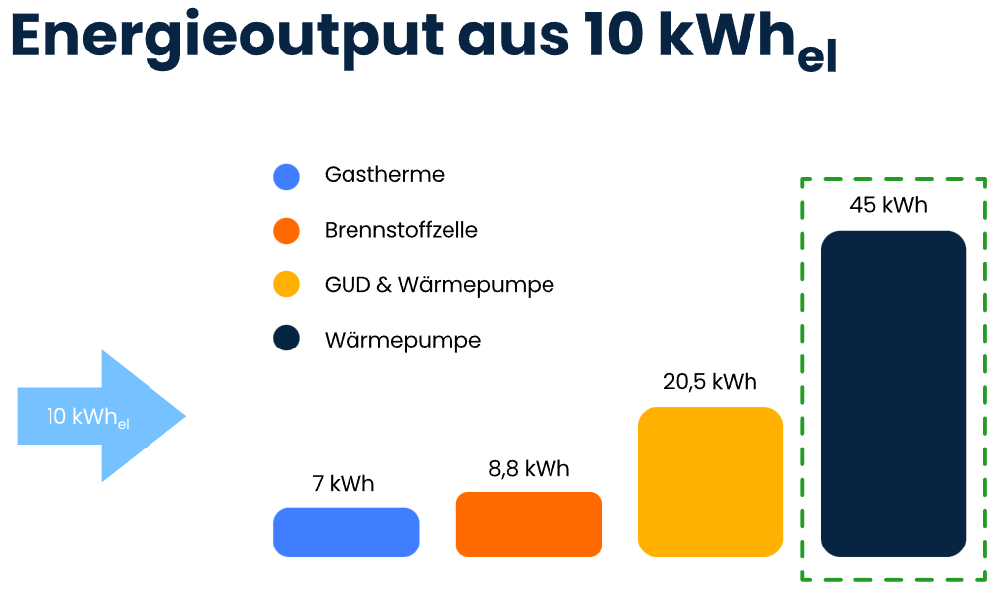 Energieoutput aus 10 kWhel
Gastherme
Brennstoffzelle
GUD & Wärmepumpe
Wärmepumpe
10 kWhel
7 kWh
8,8 kWh
20,5 kWh
45 kWh